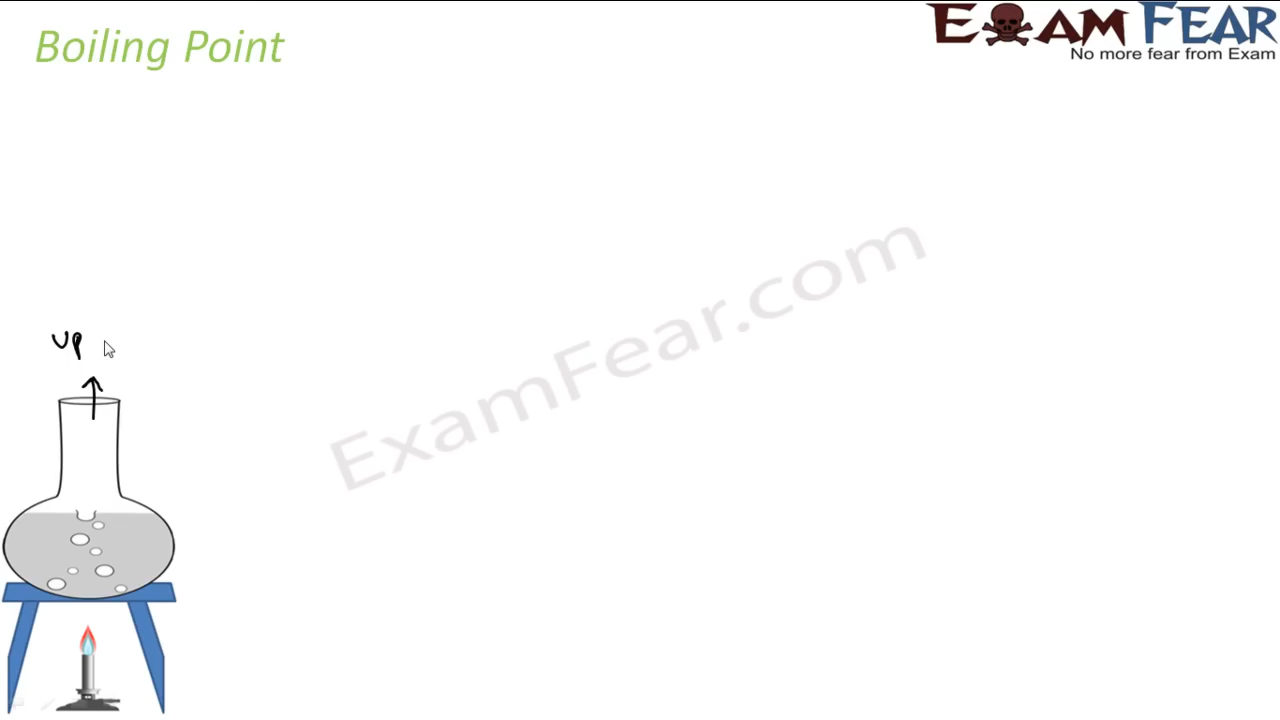 Boiling Point
EXAM FEAR
No more fear from Exam
ExamFear.com
VP